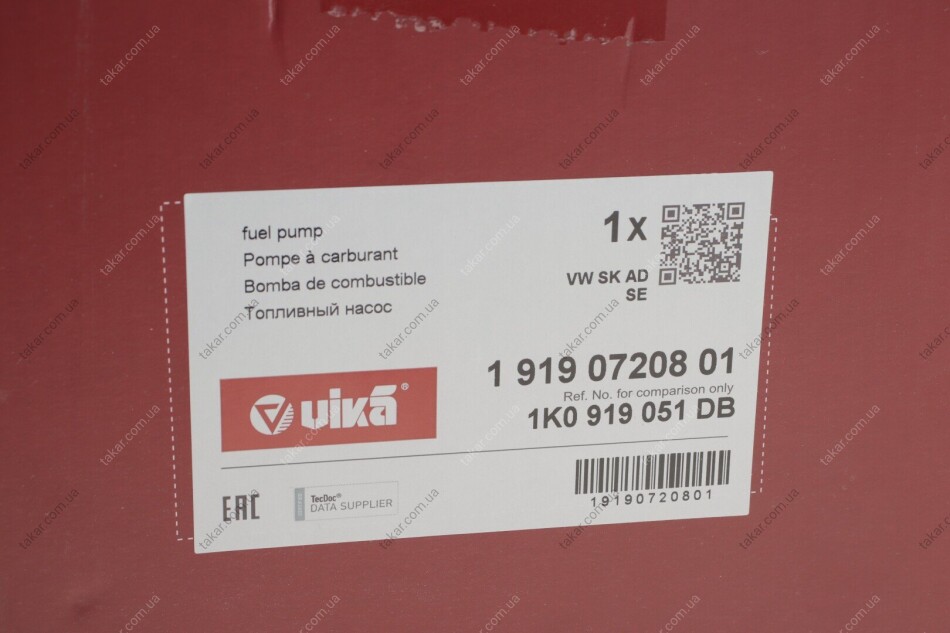 fuel pump
Pompe à carburant
Bomba de combustible
Топливный насос
1x
VW SK AD
SE
vika®
1 919 07208 01
Ref. No. for comparison only
1K0 919 051 DB
19190720801
EAC
TecDoc®
DATA SUPPLIER
takar.com.ua